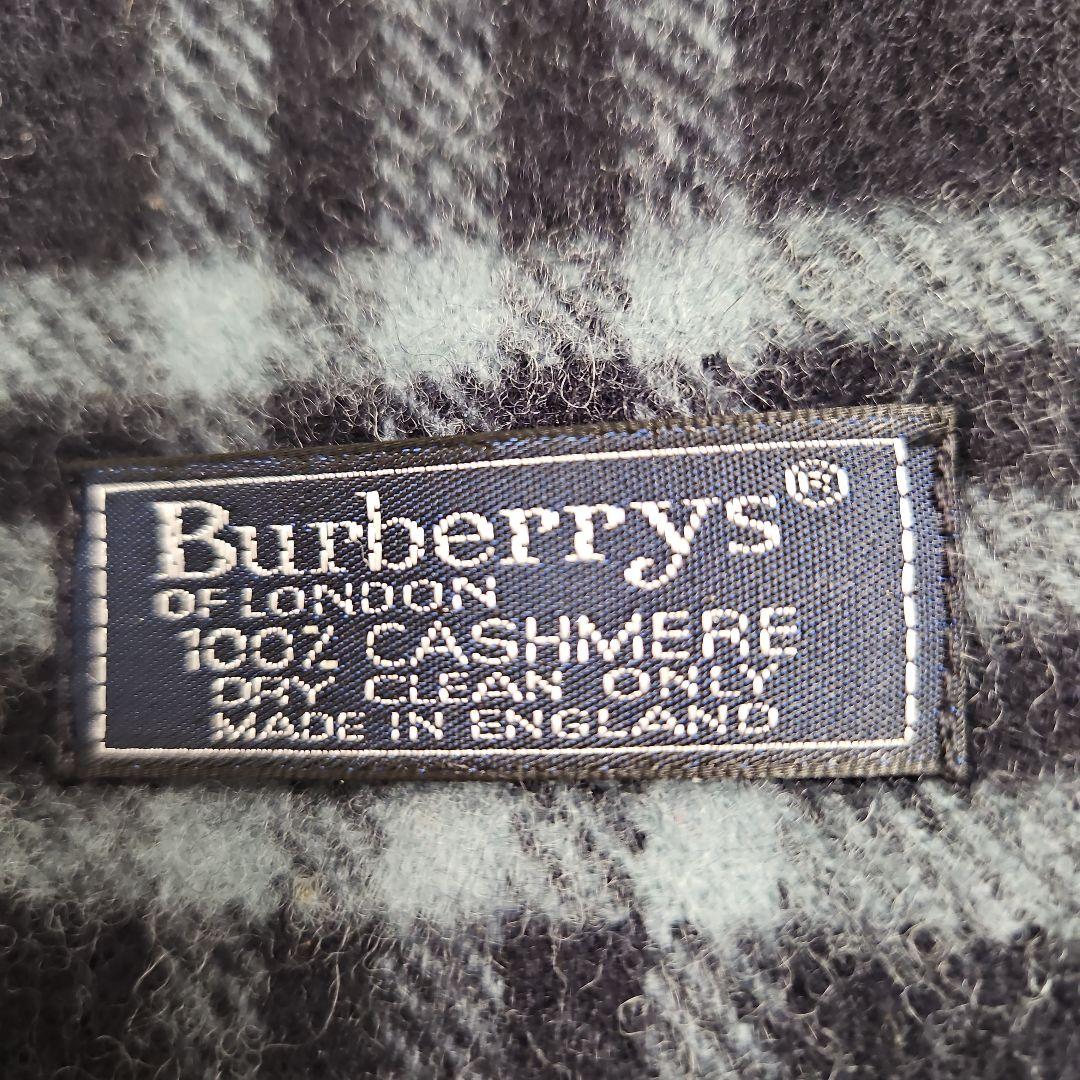 Burberrys®
OF LONDON
100% CASHMERE
DRY CLEAN ONLY
MADE IN ENGLAND